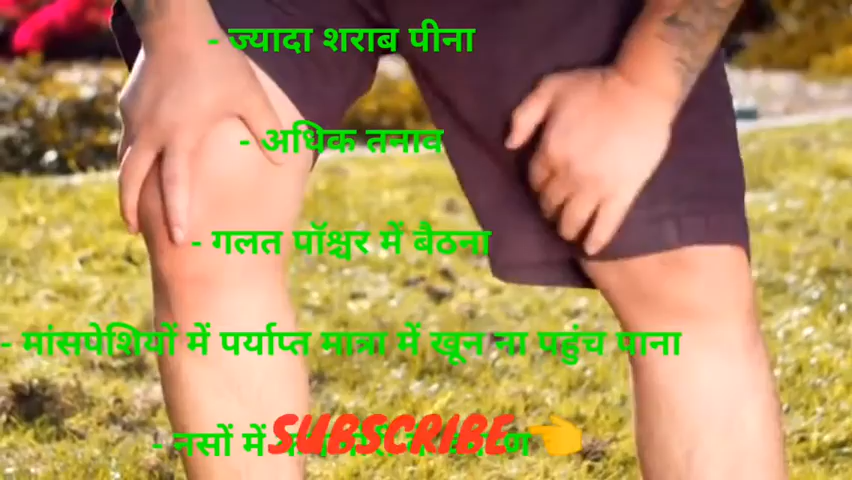 - ज्यादा शराब पीना
- अधिक तनाव
- गलत पॉश्चर में बैठना
- मांसपेशियों में पर्याप्त मात्रा में खून ना पहुंच पाना
- नसों में
SUBSCRIBE